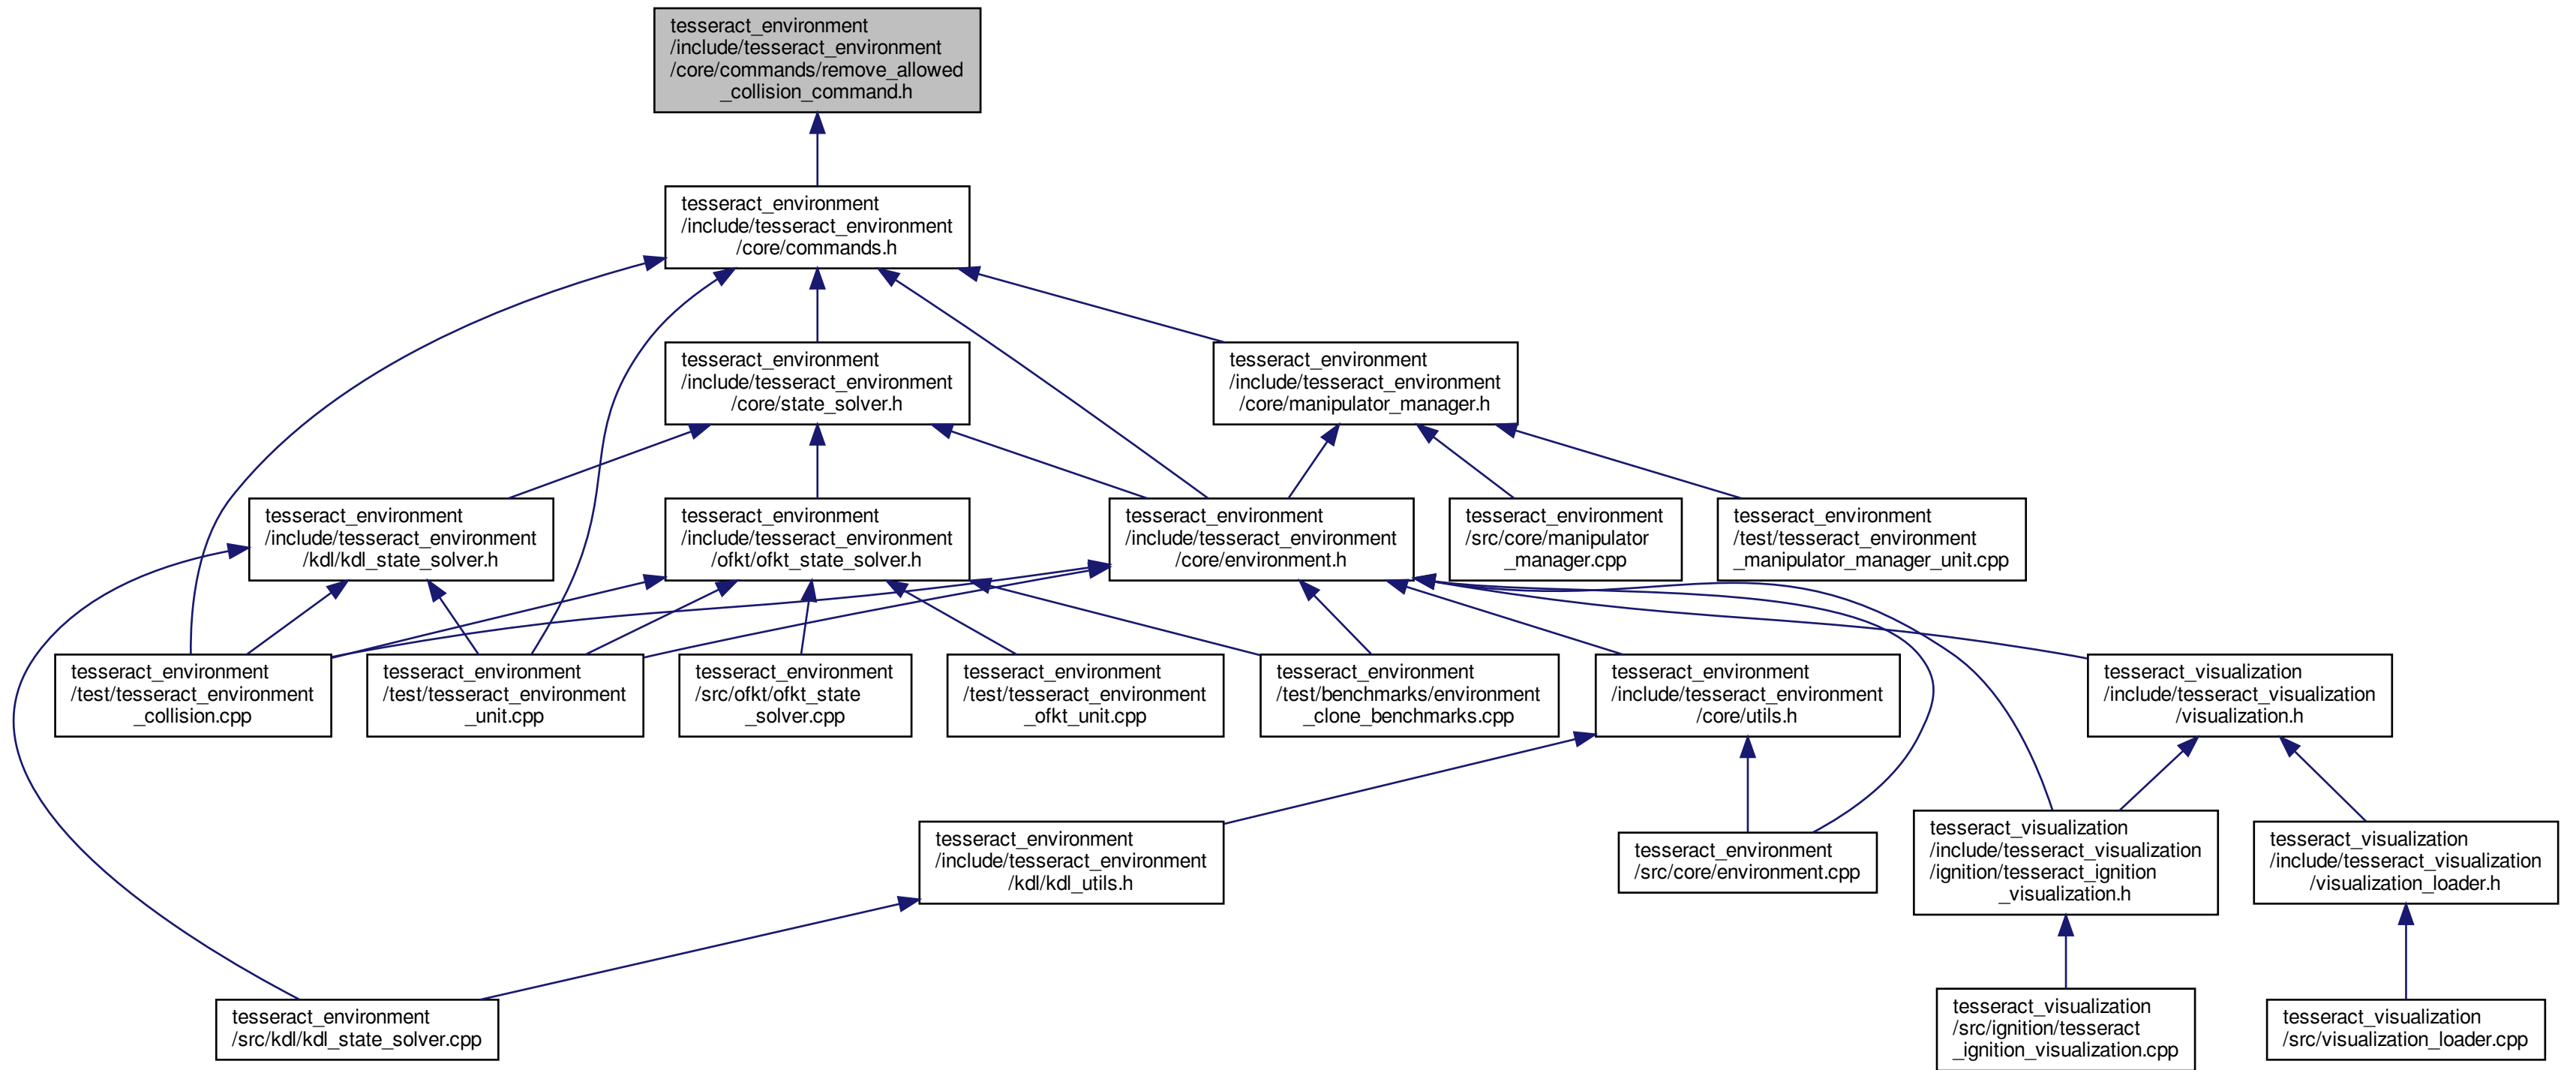 tesseract_environment
/include/tesseract_environment
/core/commands/remove_allowed
_collision_command.h
tesseract_environment
/include/tesseract_environment
/core/commands.h
tesseract_environment
/include/tesseract_environment
/core/state_solver.h
tesseract_environment
/include/tesseract_environment
/core/manipulator_manager.h
tesseract_environment
/include/tesseract_environment
/kdl/kdl_state_solver.h
tesseract_environment
/include/tesseract_environment
/ofkt/ofkt_state_solver.h
tesseract_environment
/include/tesseract_environment
/core/environment.h
tesseract_environment
/src/core/manipulator
_manager.cpp
tesseract_environment
/test/tesseract_environment
_manipulator_manager_unit.cpp
tesseract_environment
/test/tesseract_environment
_collision.cpp
tesseract_environment
/test/tesseract_environment
_unit.cpp
tesseract_environment
/src/ofkt/ofkt_state
_solver.cpp
tesseract_environment
/test/tesseract_environment
_ofkt_unit.cpp
tesseract_environment
/test/benchmarks/environment
_clone_benchmarks.cpp
tesseract_environment
/include/tesseract_environment
/core/utils.h
tesseract_visualization
/include/tesseract_visualization
/visualization.h
tesseract_environment
/include/tesseract_environment
/kdl/kdl_utils.h
tesseract_environment
/src/core/environment.cpp
tesseract_visualization
/include/tesseract_visualization
/ignition/tesseract_ignition
_visualization.h
tesseract_visualization
/include/tesseract_visualization
/visualization_loader.h
tesseract_environment
/src/kdl/kdl_state_solver.cpp
tesseract_visualization
/src/ignition/tesseract
_ignition_visualization.cpp
tesseract_visualization
/src/visualization_loader.cpp